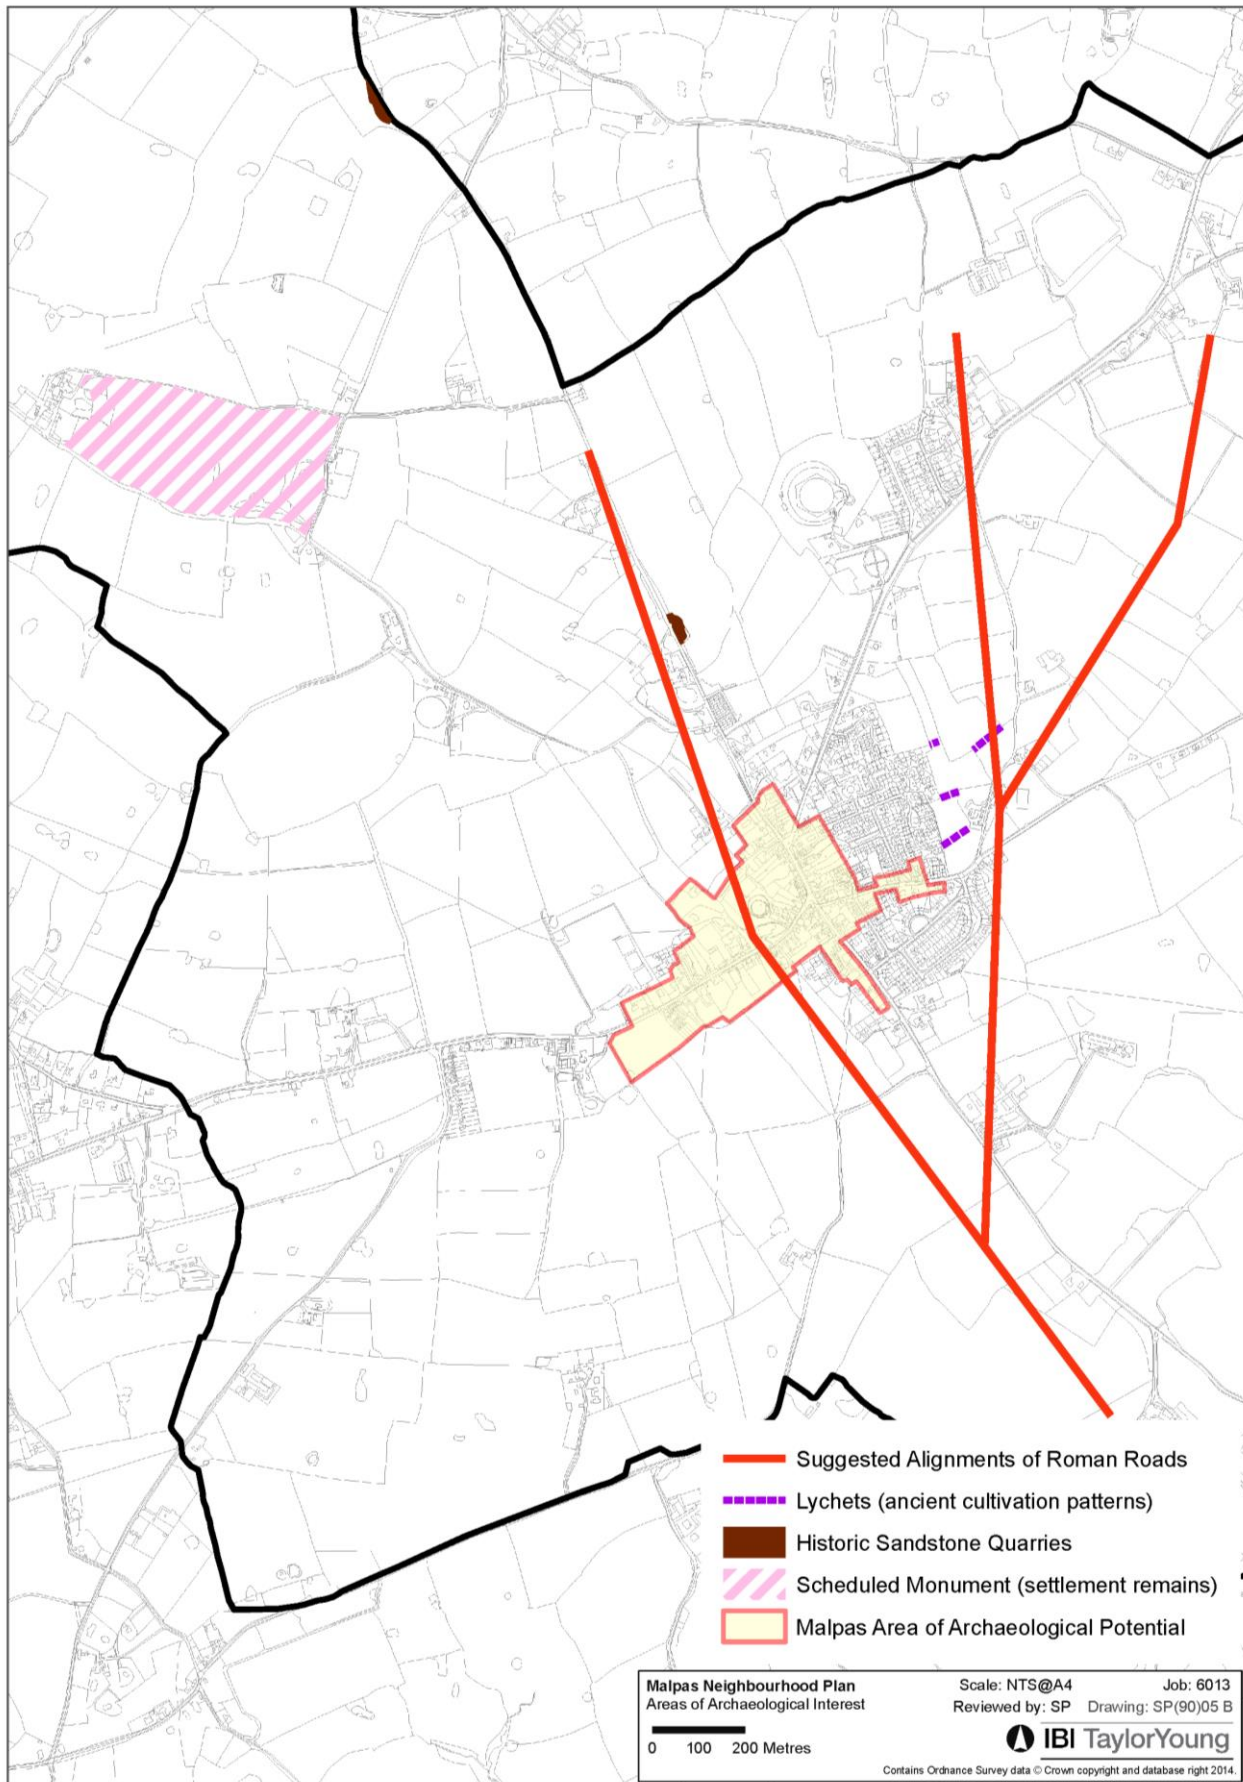 Suggested Alignments of Roman Roads
Lychets (ancient cultivation patterns)
Historic Sandstone Quarries
Scheduled Monument (settlement remains)
Malpas Area of Archaeological Potential
Malpas Neighbourhood Plan
Areas of Archaeological Interest
0 100 200 Metres
Scale: NTS@A4 Job: 6013
Reviewed by: SP Drawing: SP(90)05 B
IBI TaylorYoung
Contains Ordnance Survey data © Crown copyright and database right 2014.